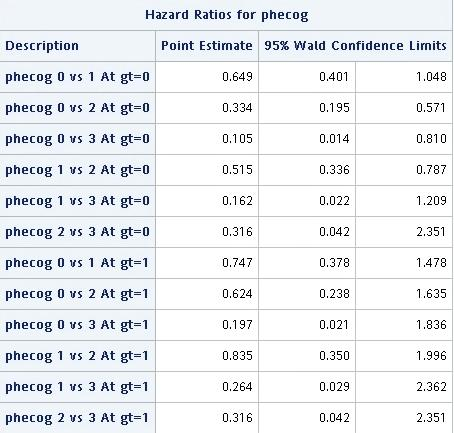 Hazard Ratios for phecog
Description Point Estimate 95% Wald Confidence Limits
phecog 0 vs 1 At gt=0 0.649 0.401 1.048
phecog 0 vs 2 At gt=0 0.334 0.195 0.571
phecog 0 vs 3 At gt=0 0.105 0.014 0.810
phecog 1 vs 2 At gt=0 0.515 0.336 0.787
phecog 1 vs 3 At gt=0 0.162 0.022 1.209
phecog 2 vs 3 At gt=0 0.316 0.042 2.351
phecog 0 vs 1 At gt=1 0.747 0.378 1.478
phecog 0 vs 2 At gt=1 0.624 0.238 1.635
phecog 0 vs 3 At gt=1 0.197 0.021 1.836
phecog 1 vs 2 At gt=1 0.835 0.350 1.996
phecog 1 vs 3 At gt=1 0.264 0.029 2.362
phecog 2 vs 3 At gt=1 0.316 0.042 2.351